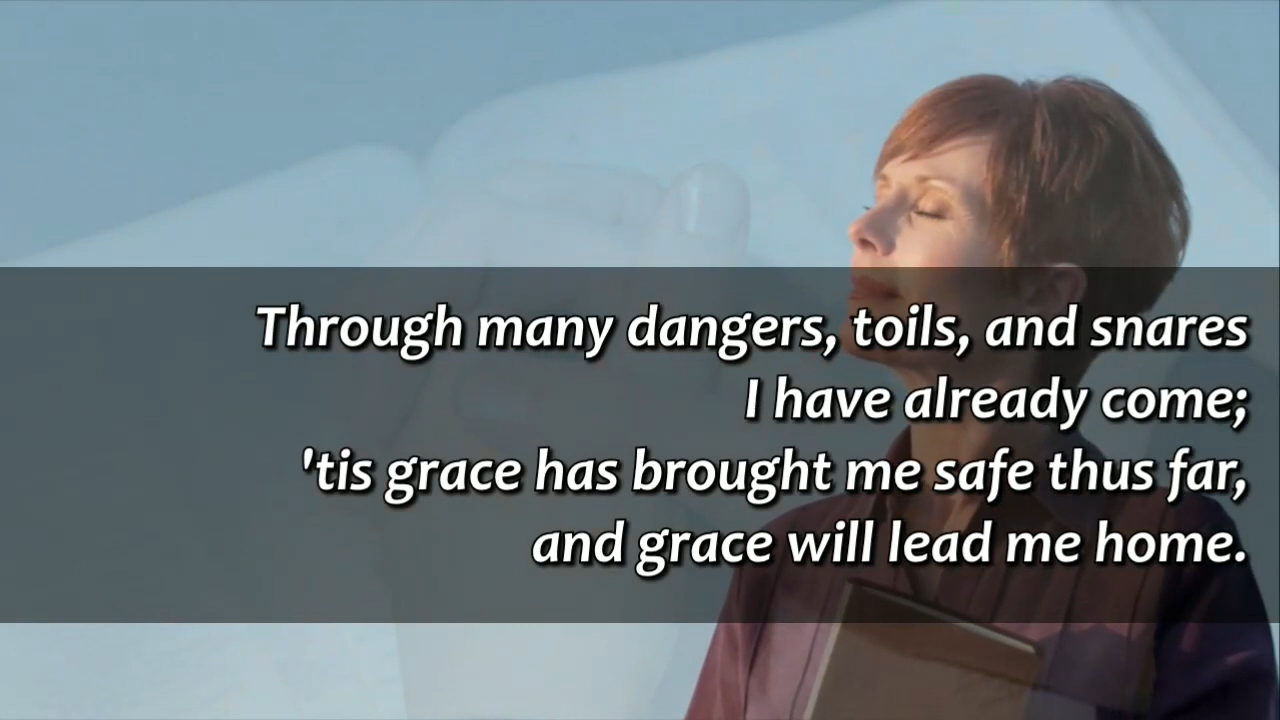 Through many dangers, toils, and snares
I have already come;
'tis grace has brought me safe thus far,
and grace will lead me home.